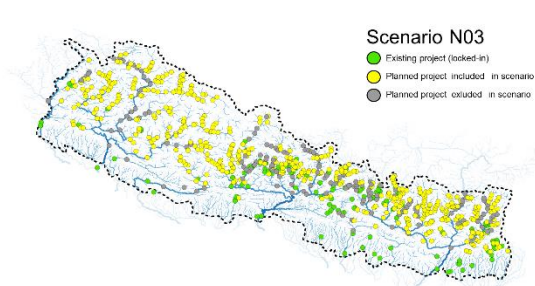 Scenario N03
Existing project (locked-in)
Planned project included in scenario
Planned project exluded in scenario